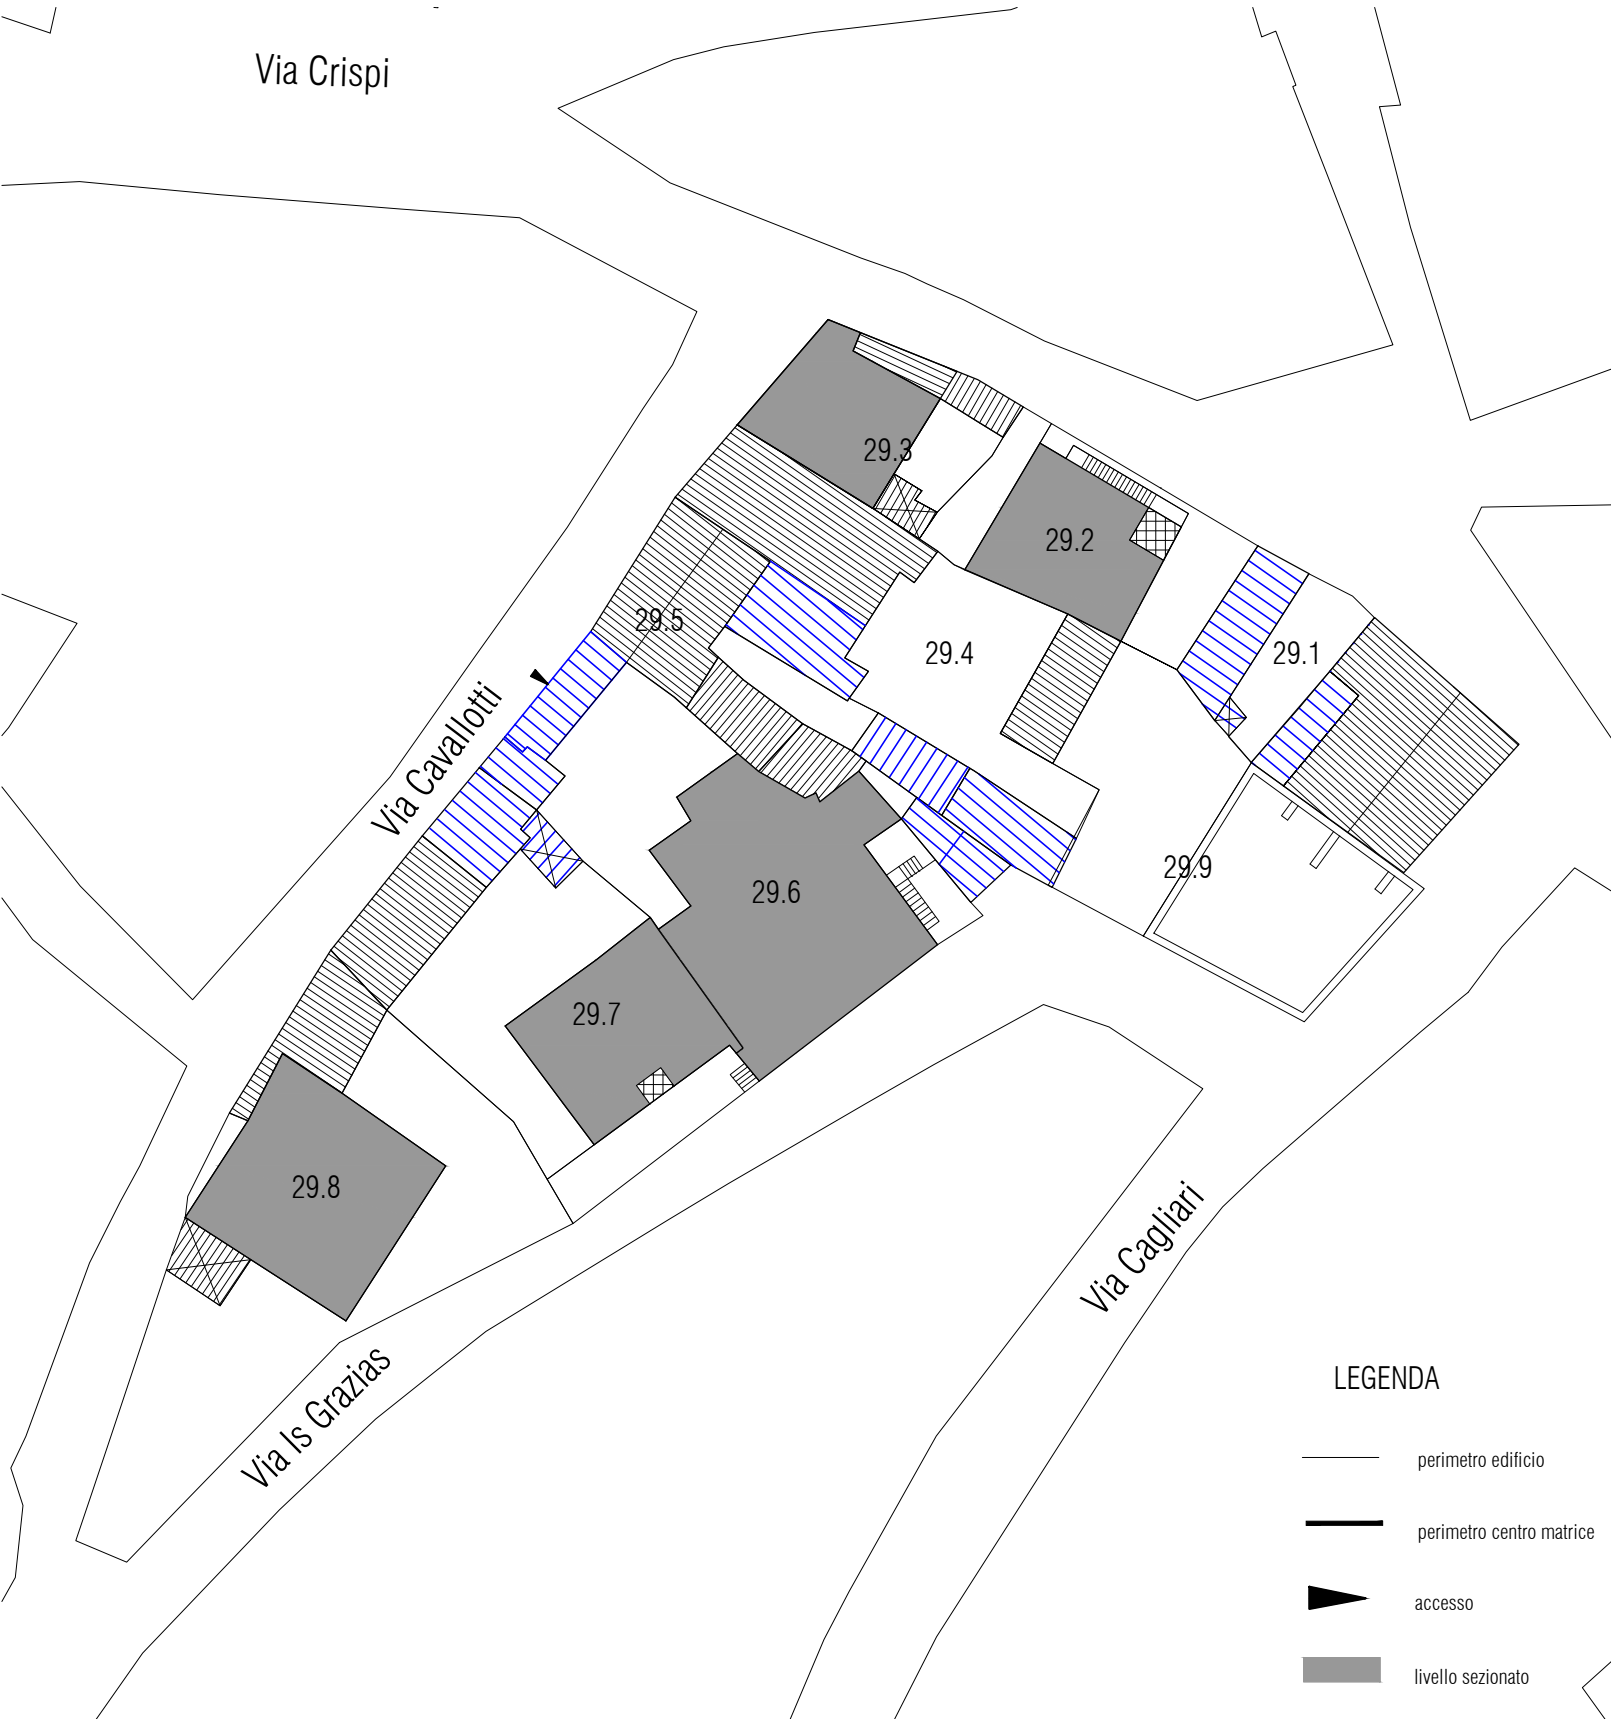 Via Crispi
29.3
29.2
29.5
29.4
29.1
Via Cavallotti
29.9
29.6
29.7
29.8
Via Cagliari
Via Is Grazias
LEGENDA
perimetro edificio
perimetro centro matrice
accesso
livello sezionato